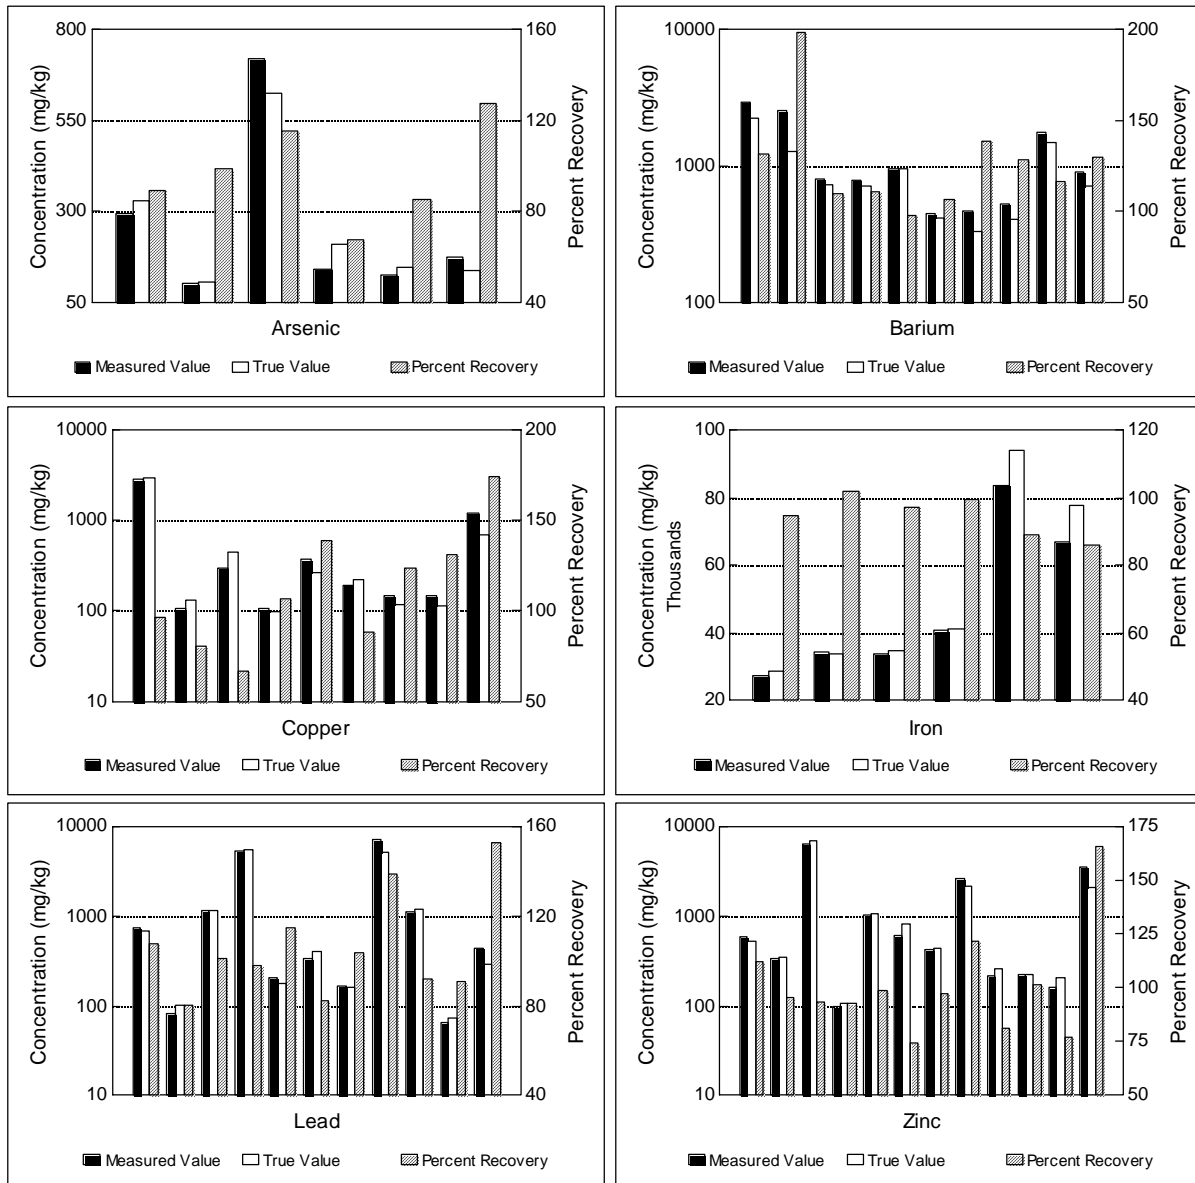 800
550
300
50
Concentration (mg/kg)
160
120
80
40
Percent Recovery
Arsenic
Measured Value True Value Percent Recovery
10000
1000
100
Concentration (mg/kg)
200
150
100
50
Percent Recovery
Barium
Measured Value True Value Percent Recovery
10000
1000
100
10
Concentration (mg/kg)
200
150
100
50
Percent Recovery
Copper
Measured Value True Value Percent Recovery
100
80
60
40
20
Concentration (mg/kg)
Thousands
120
100
80
60
40
Percent Recovery
Iron
Measured Value True Value Percent Recovery
10000
1000
100
10
Concentration (mg/kg)
160
120
80
40
Percent Recovery
Lead
Measured Value True Value Percent Recovery
10000
1000
100
10
Concentration (mg/kg)
175
150
125
100
75
50
Percent Recovery
Zinc
Measured Value True Value Percent Recovery